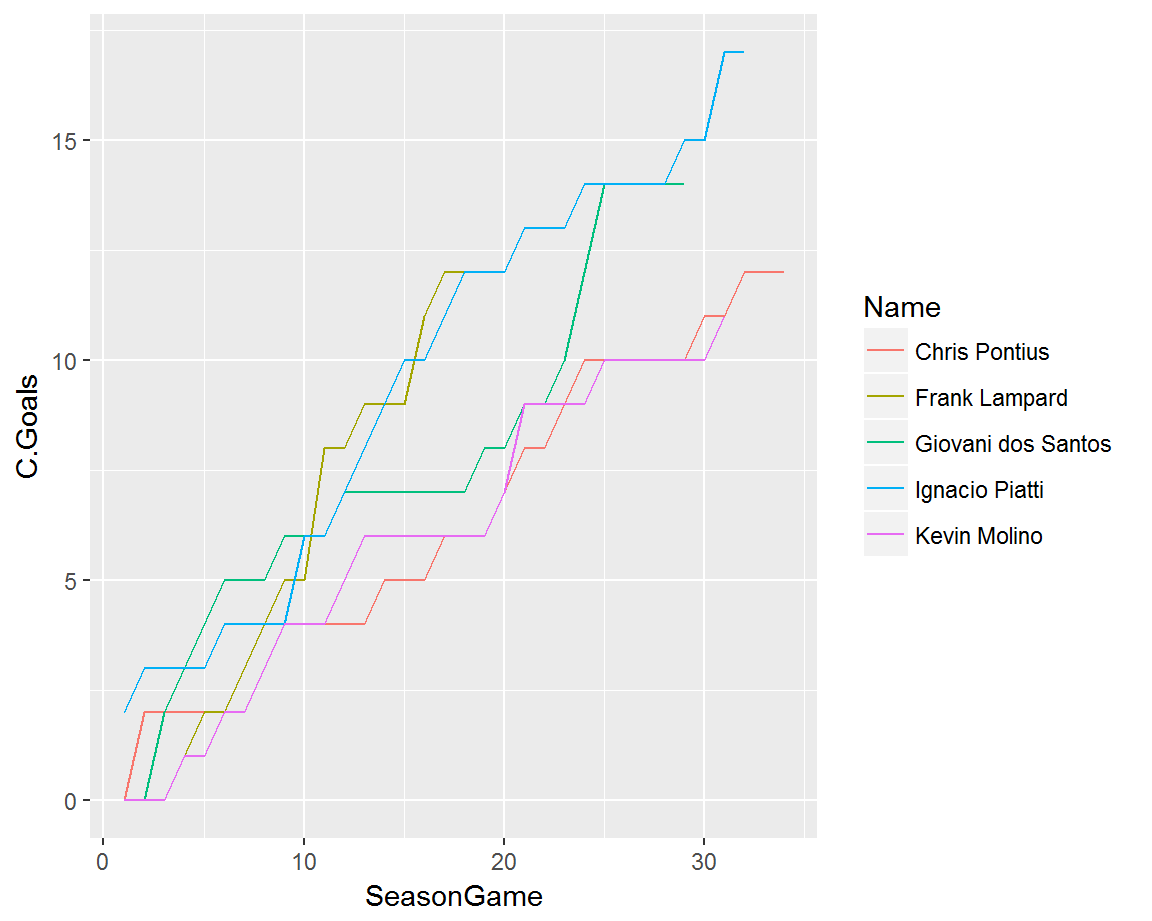 15
10
5
0
C.Goals
0 10 20 30
SeasonGame
Name
Chris Pontius
Frank Lampard
Giovani dos Santos
Ignacio Piatti
Kevin Molino